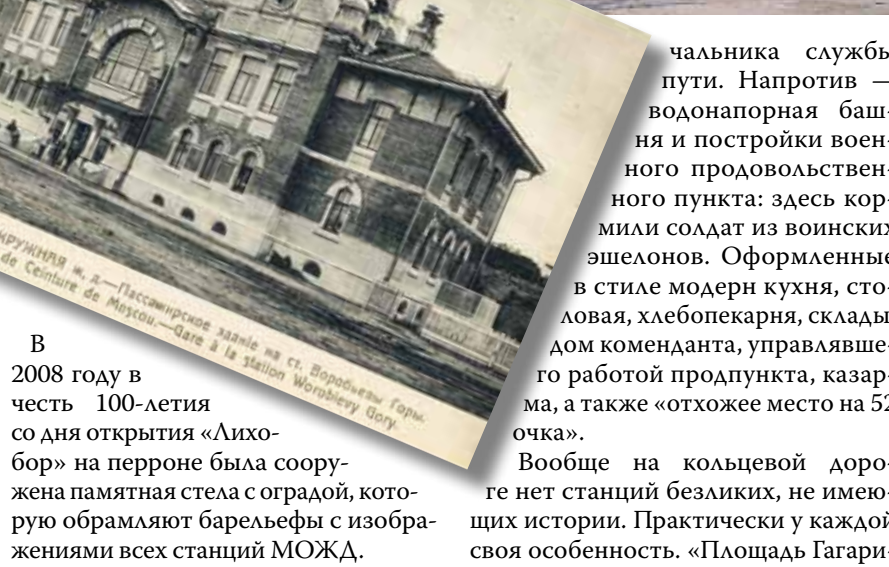 КРУЖНАЯ ж. д.—Пассажирское здание на ст. Воробьевы Горы.
de Ceinture de Moscou.—Gare à la station Worobievy Gory.
В
2008 году в
честь 100-летия
со дня открытия «Лихо-
бор» на перроне была соору-
жена памятная стела с оградой, кото-
рую обрамляют барельефы с изобра-
жениями всех станций МОЖД.
чальника службы
пути. Напротив —
водонапорная баш-
ня и постройки воен-
ного продовольствен-
ного пункта: здесь кор-
мили солдат из воинских
эшелонов. Оформленные
в стиле модерн кухня, сто-
ловая, хлебопекарня, склады,
дом коменданта, управлявше-
го работой продпункта, казар-
ма, а также «отхожее место на 52
очка».
Вообще на кольцевой доро-
ге нет станций безликих, не имею-
щих истории. Практически у каждой
своя особенность. «Площадь Гагари-